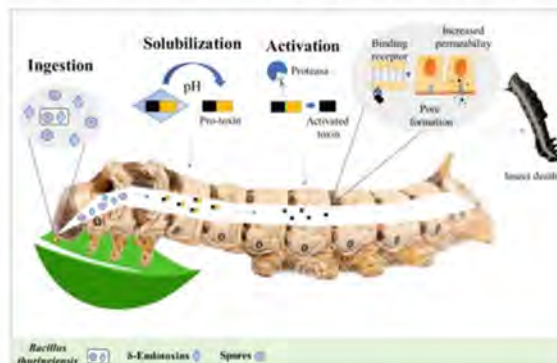 Ingestion
Solubilization
pH
Pro-toxin
Activation
Protease
Activated
toxin
Binding
receptor
Increased
permeability
Pore
formation
Insect death
Bacillus
thuringiensis
δ-Endotoxins
Spores